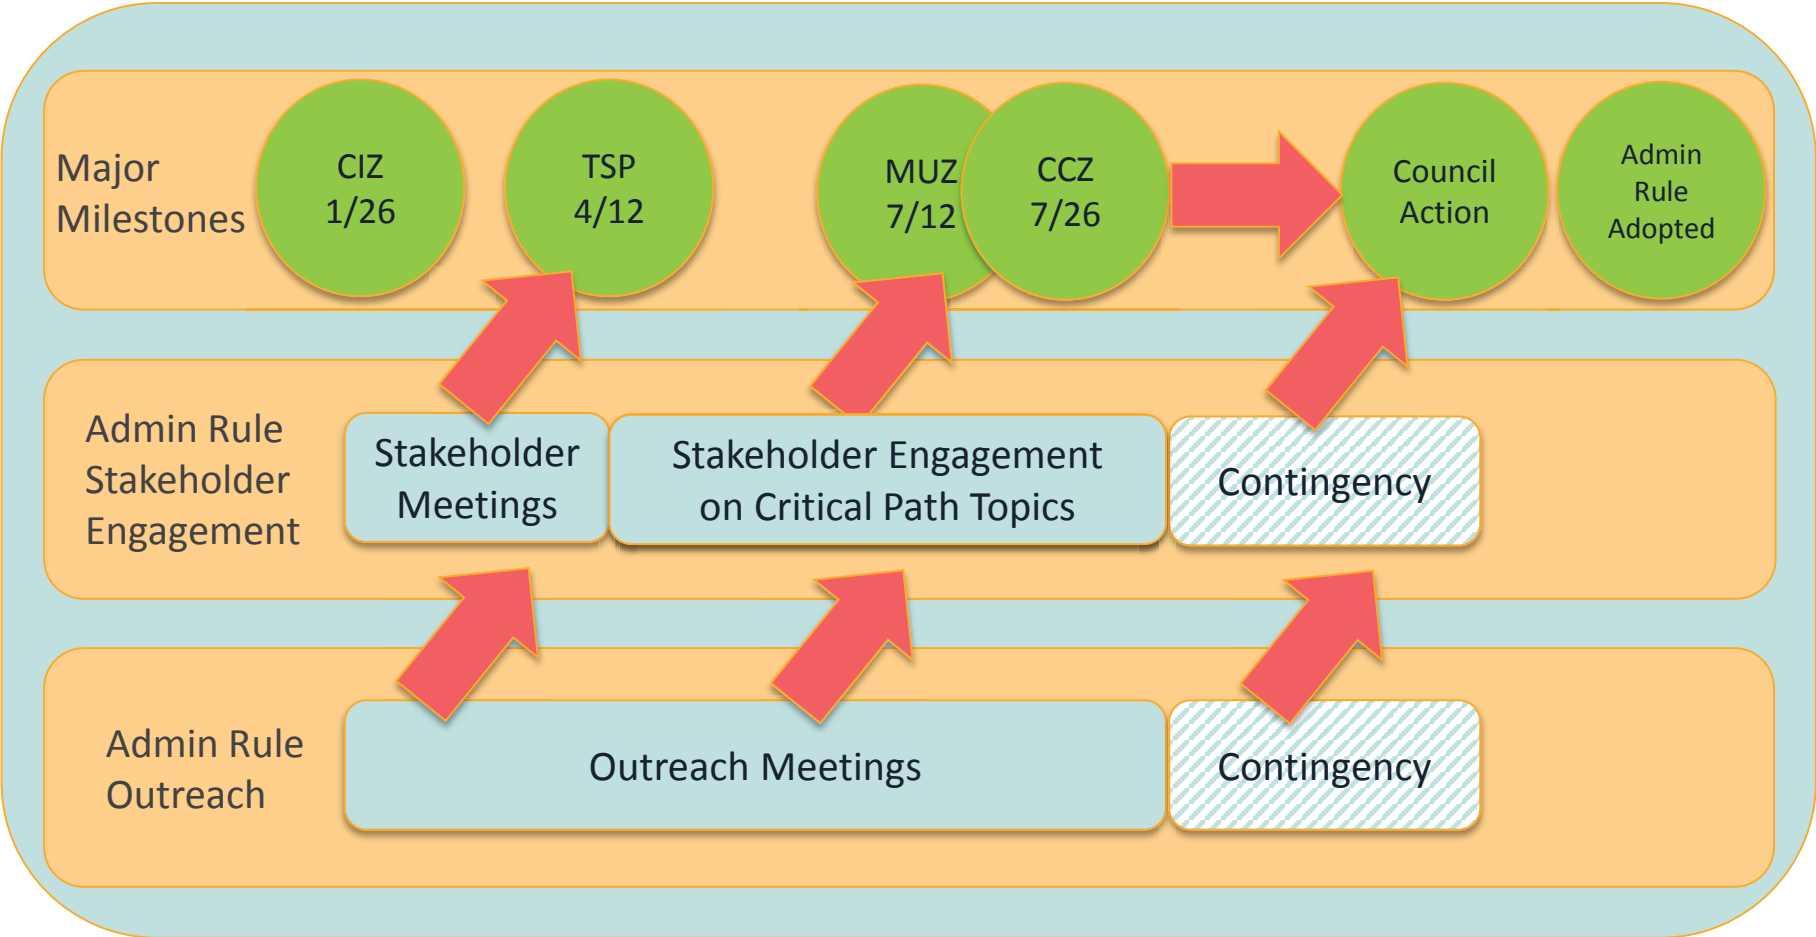 Major
Milestones
CIZ
1/26
TSP
4/12
MUZ
7/12
CCZ
7/26
Council
Action
Admin
Rule
Adopted
Admin Rule
Stakeholder
Engagement
Stakeholder
Meetings
Stakeholder Engagement
on Critical Path Topics
Contingency
Admin Rule
Outreach
Outreach Meetings
Contingency